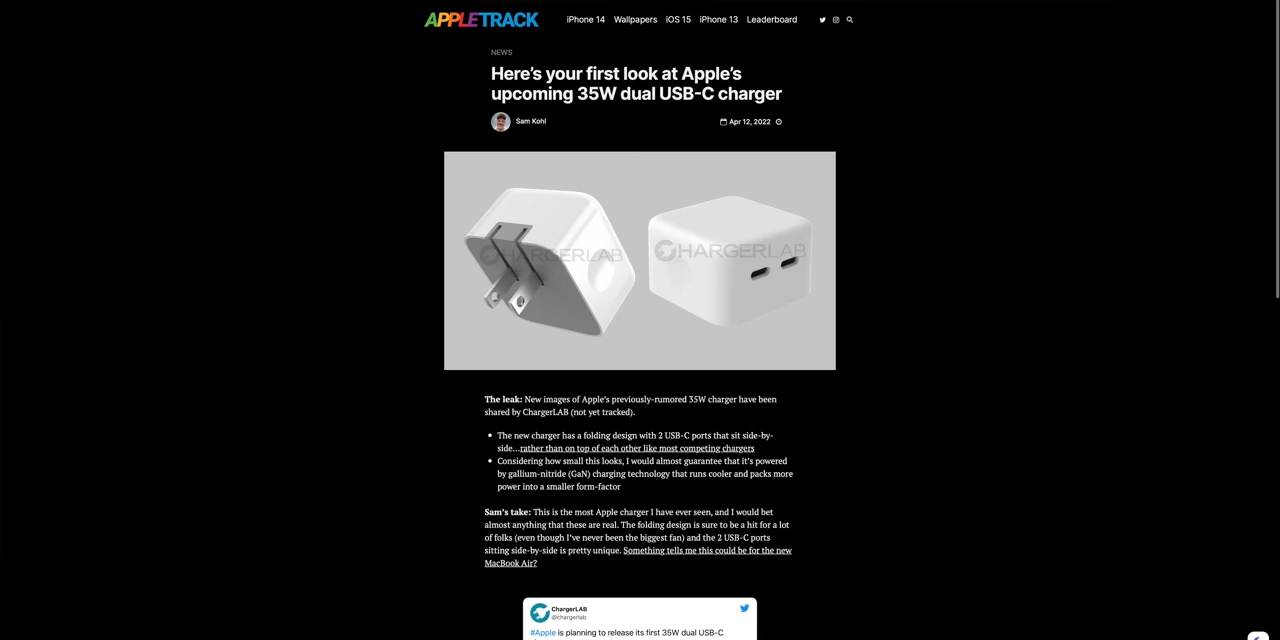 APPLETRACK
iPhone 14 Wallpapers iOS 15 iPhone 13 Leaderboard
NEWS
Here’s your first look at Apple’s
upcoming 35W dual USB-C charger
Sam Kohl
Apr 12, 2022
CHARGERLAB
CHARGERLAB
The leak: New images of Apple’s previously-rumored 35W charger have been
shared by ChargerLAB (not yet tracked).
The new charger has a folding design with 2 USB-C ports that sit side-by-
side…rather than on top of each other like most competing chargers
Considering how small this looks, I would almost guarantee that it’s powered
by gallium-nitride (GaN) charging technology that runs cooler and packs more
power into a smaller form-factor
Sam’s take: This is the most Apple charger I have ever seen, and I would bet
almost anything that these are real. The folding design is sure to be a hit for a lot
of folks (even though I’ve never been the biggest fan) and the 2 USB-C ports
sitting side-by-side is pretty unique. Something tells me this could be for the new
MacBook Air?
ChargerLAB
@chargerlab
#Apple is planning to release its first 35W dual USB-C